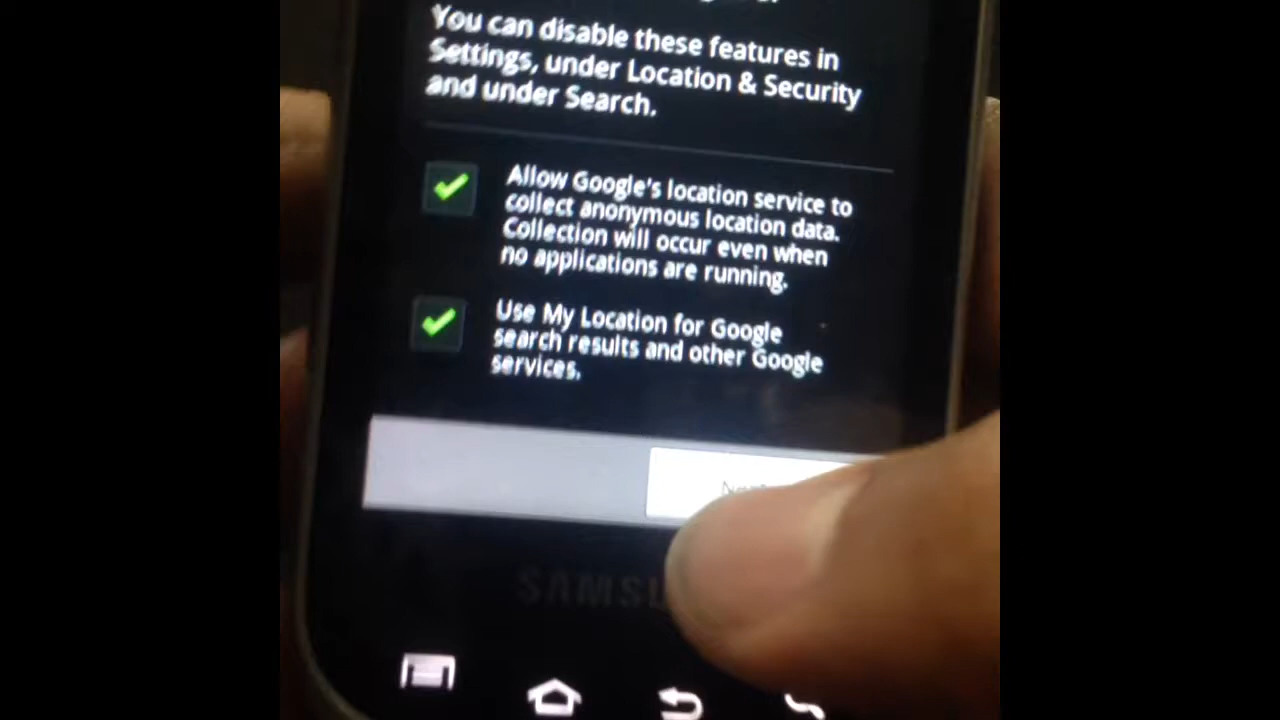 You can disable these features in
Settings, under Location & Security
and under Search.
Allow Google's location service to
collect anonymous location data.
Collection will occur even when
no applications are running.
Use My Location for Google
search results and other Google
services.